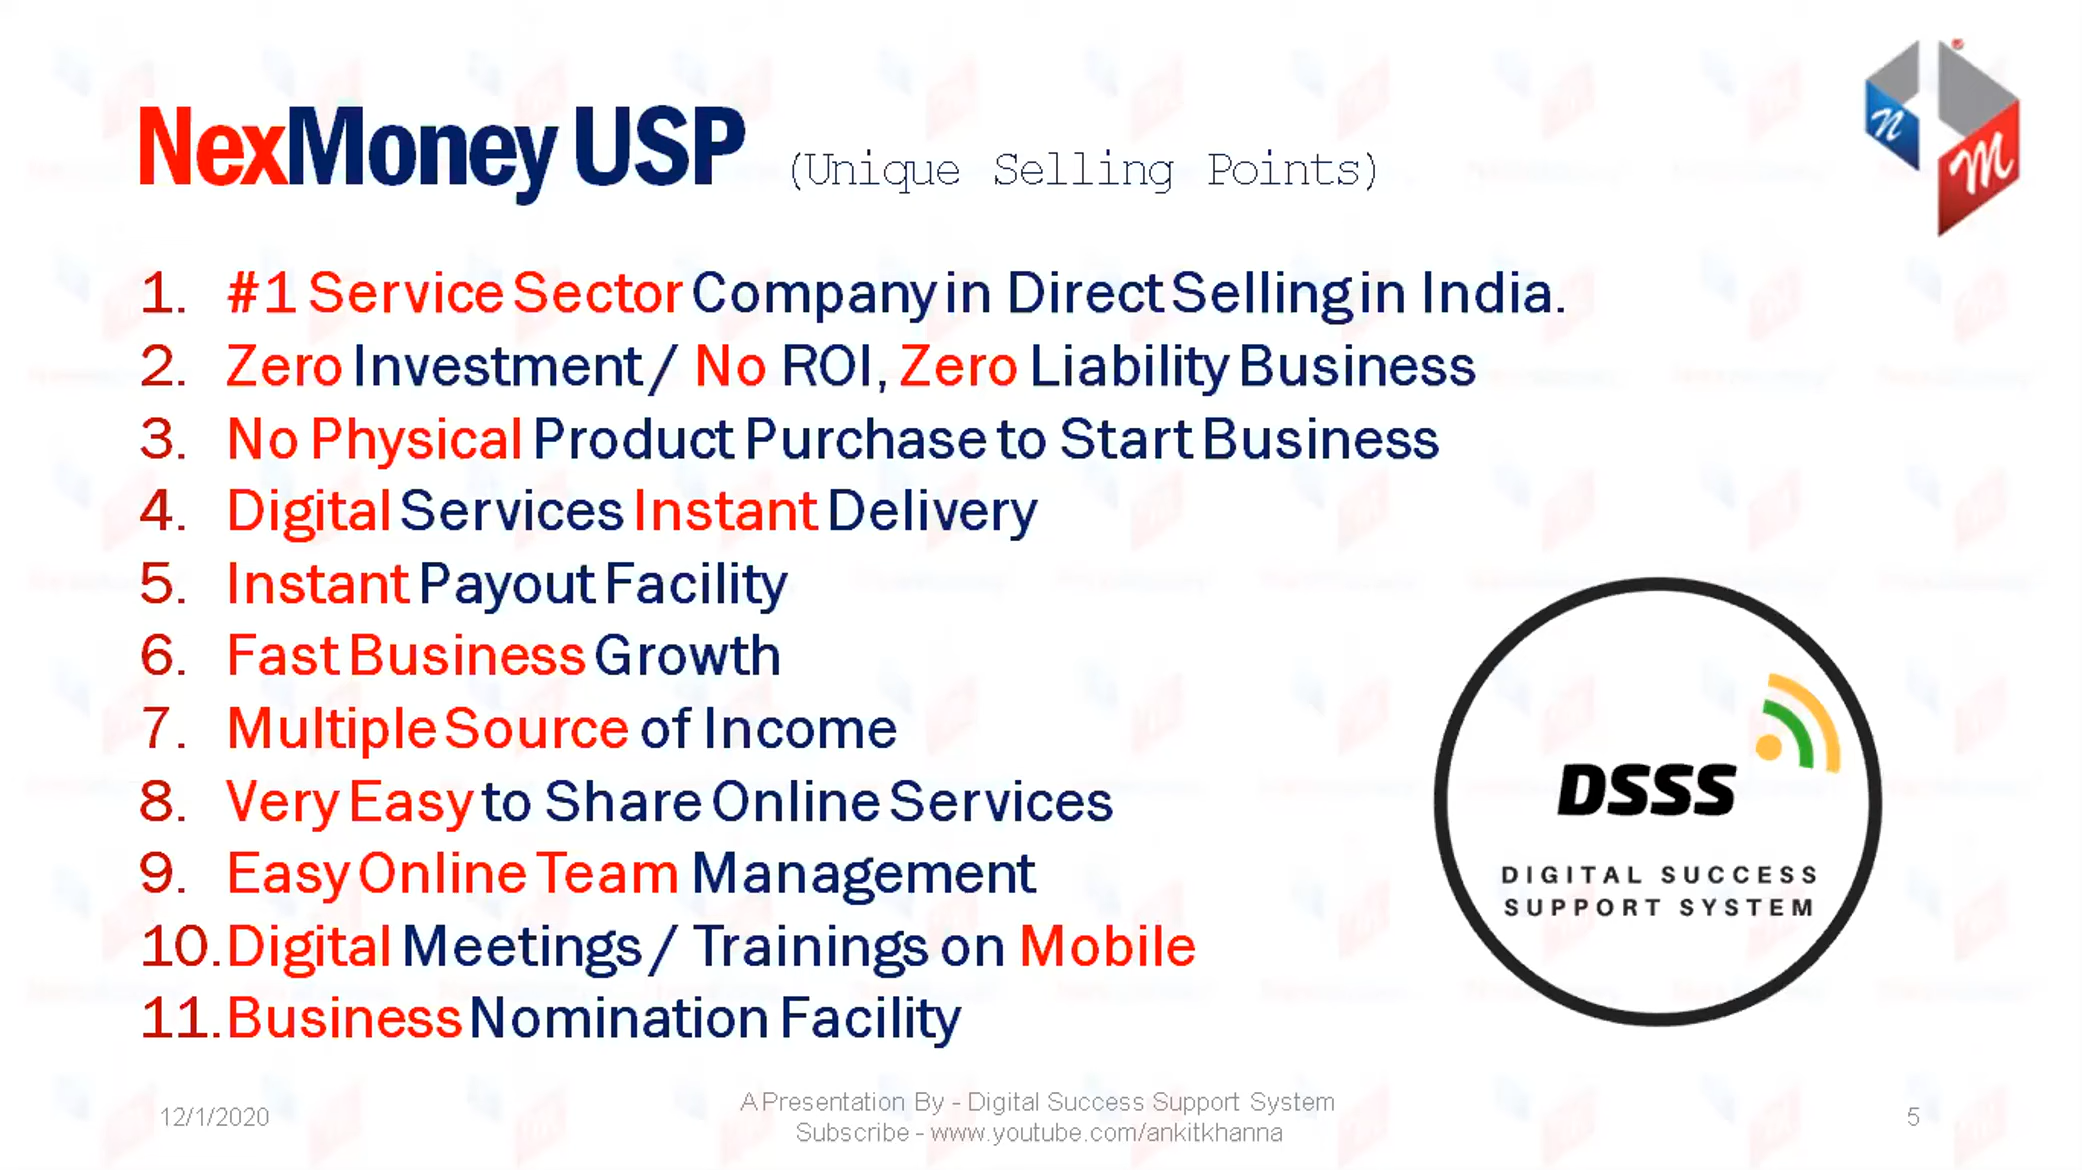 NexMoney USP (Unique Selling Points)
n
m
1. #1 Service Sector Company in Direct Selling in India.
2. Zero Investment / No ROI, Zero Liability Business
3. No Physical Product Purchase to Start Business
4. Digital Services Instant Delivery
5. Instant Payout Facility
6. Fast Business Growth
7. Multiple Source of Income
8. Very Easy to Share Online Services
9. Easy Online Team Management
10. Digital Meetings / Trainings on Mobile
11. Business Nomination Facility
DSSS
DIGITAL SUCCESS
SUPPORT SYSTEM
12/1/2020
A Presentation By - Digital Success Support System
Subscribe - www.youtube.com/ankitkhanna
5